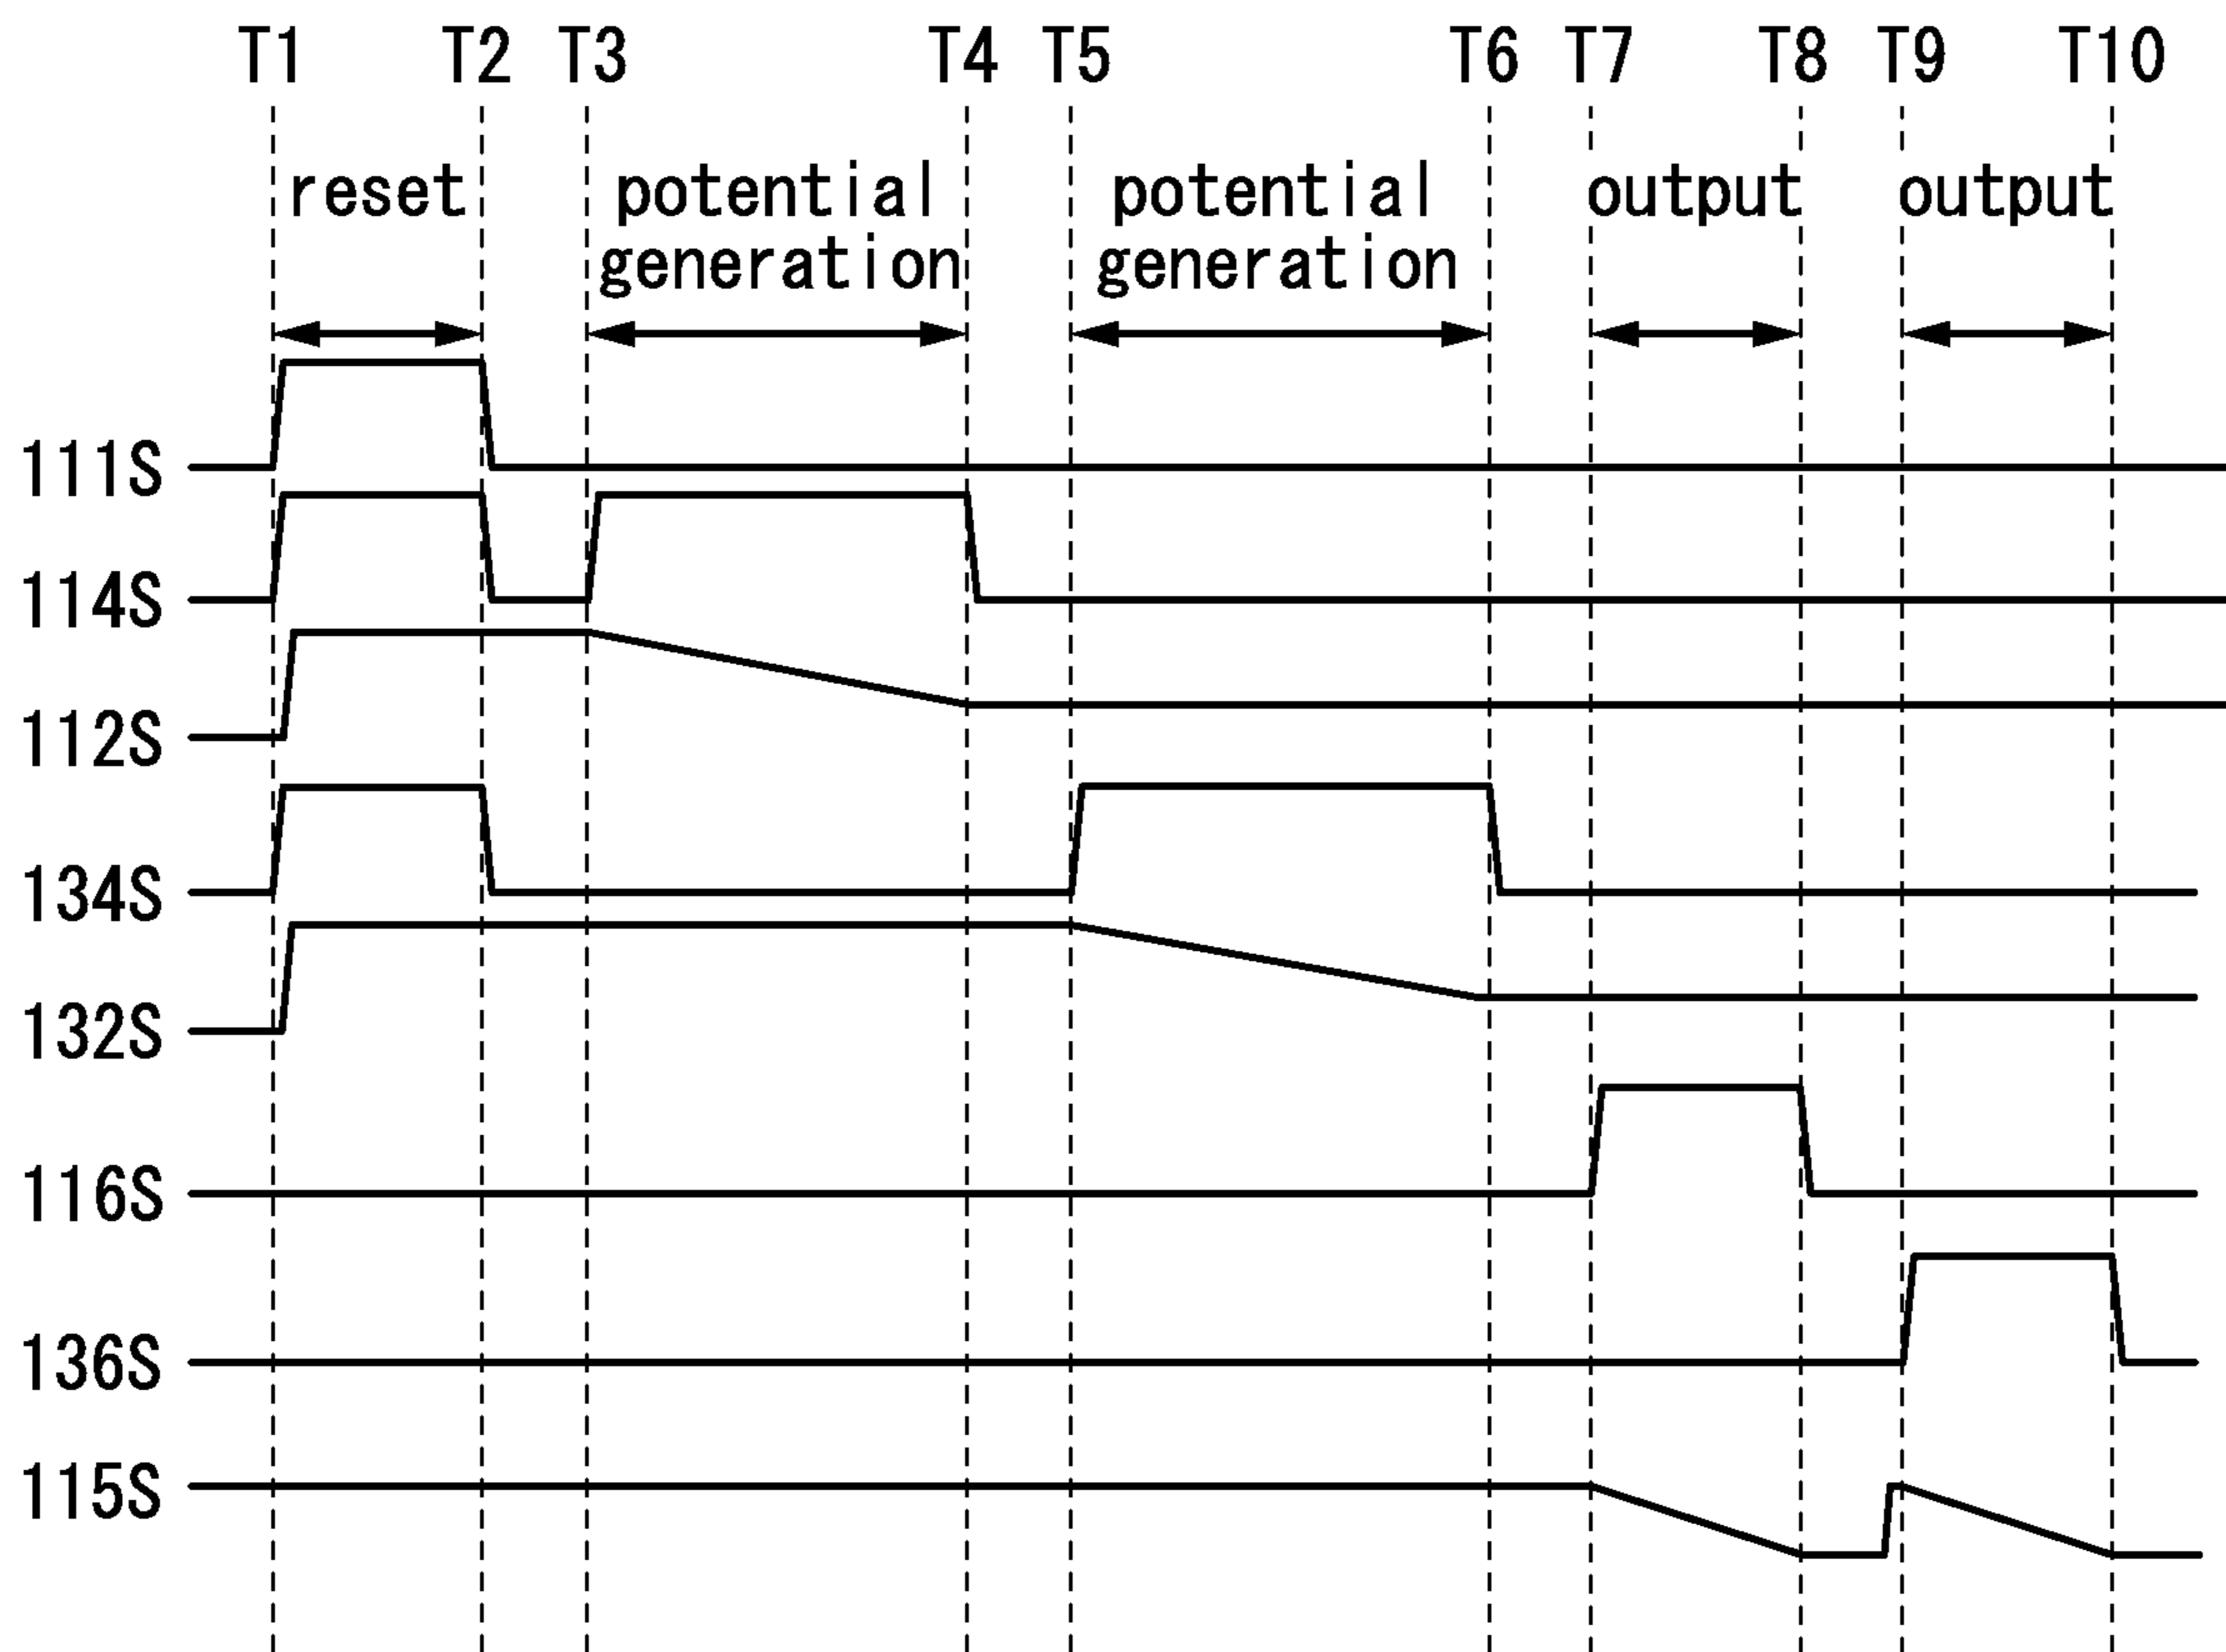 T1 T2 T3 T4 T5 T6 T7 T8 T9 T10
reset potential potential output output
generation generation
111S
114S
112S
134S
132S
116S
136S
115S